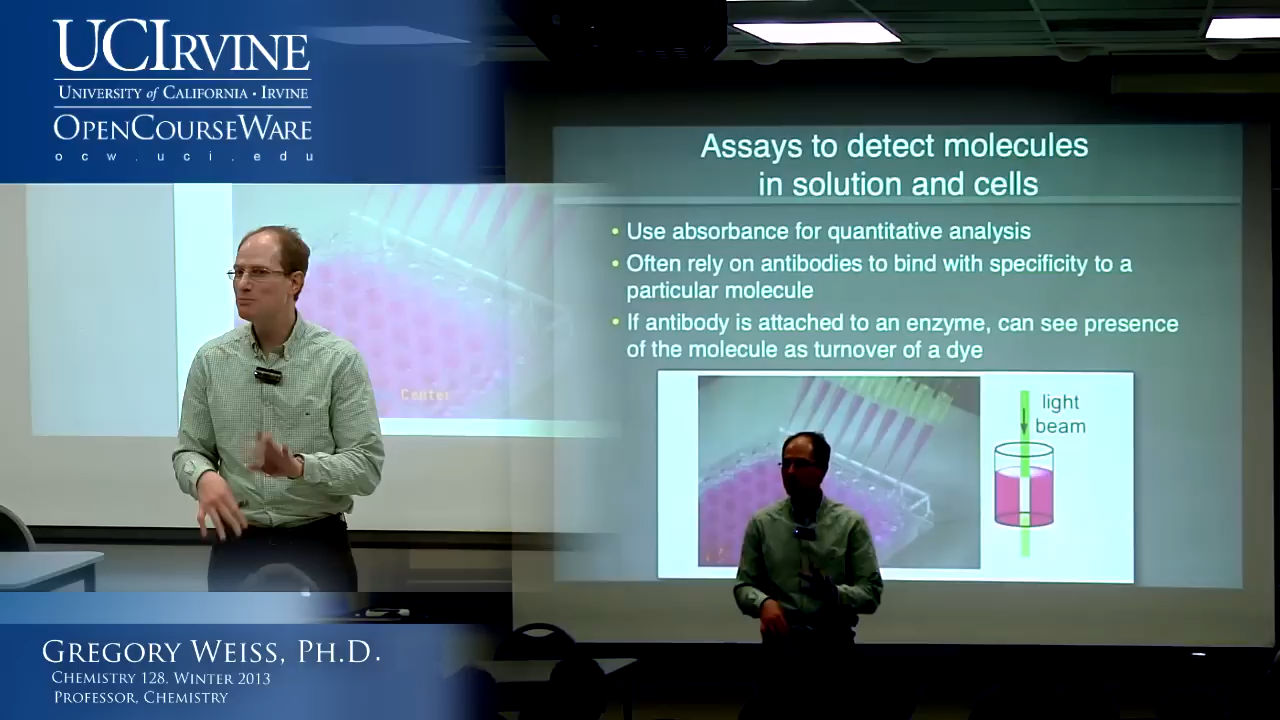 UCIRVINE
UNIVERSITY of CALIFORNIA • IRVINE
OPENCOURSEWARE
ocw.uci.edu
Assays to detect molecules
in solution and cells
• Use absorbance for quantitative analysis
• Often rely on antibodies to bind with specificity to a
particular molecule
• If antibody is attached to an enzyme, can see presence
of the molecule as turnover of a dye
light
beam
Center
GREGORY WEISS, PH.D.
CHEMISTRY 128, WINTER 2013
PROFESSOR, CHEMISTRY